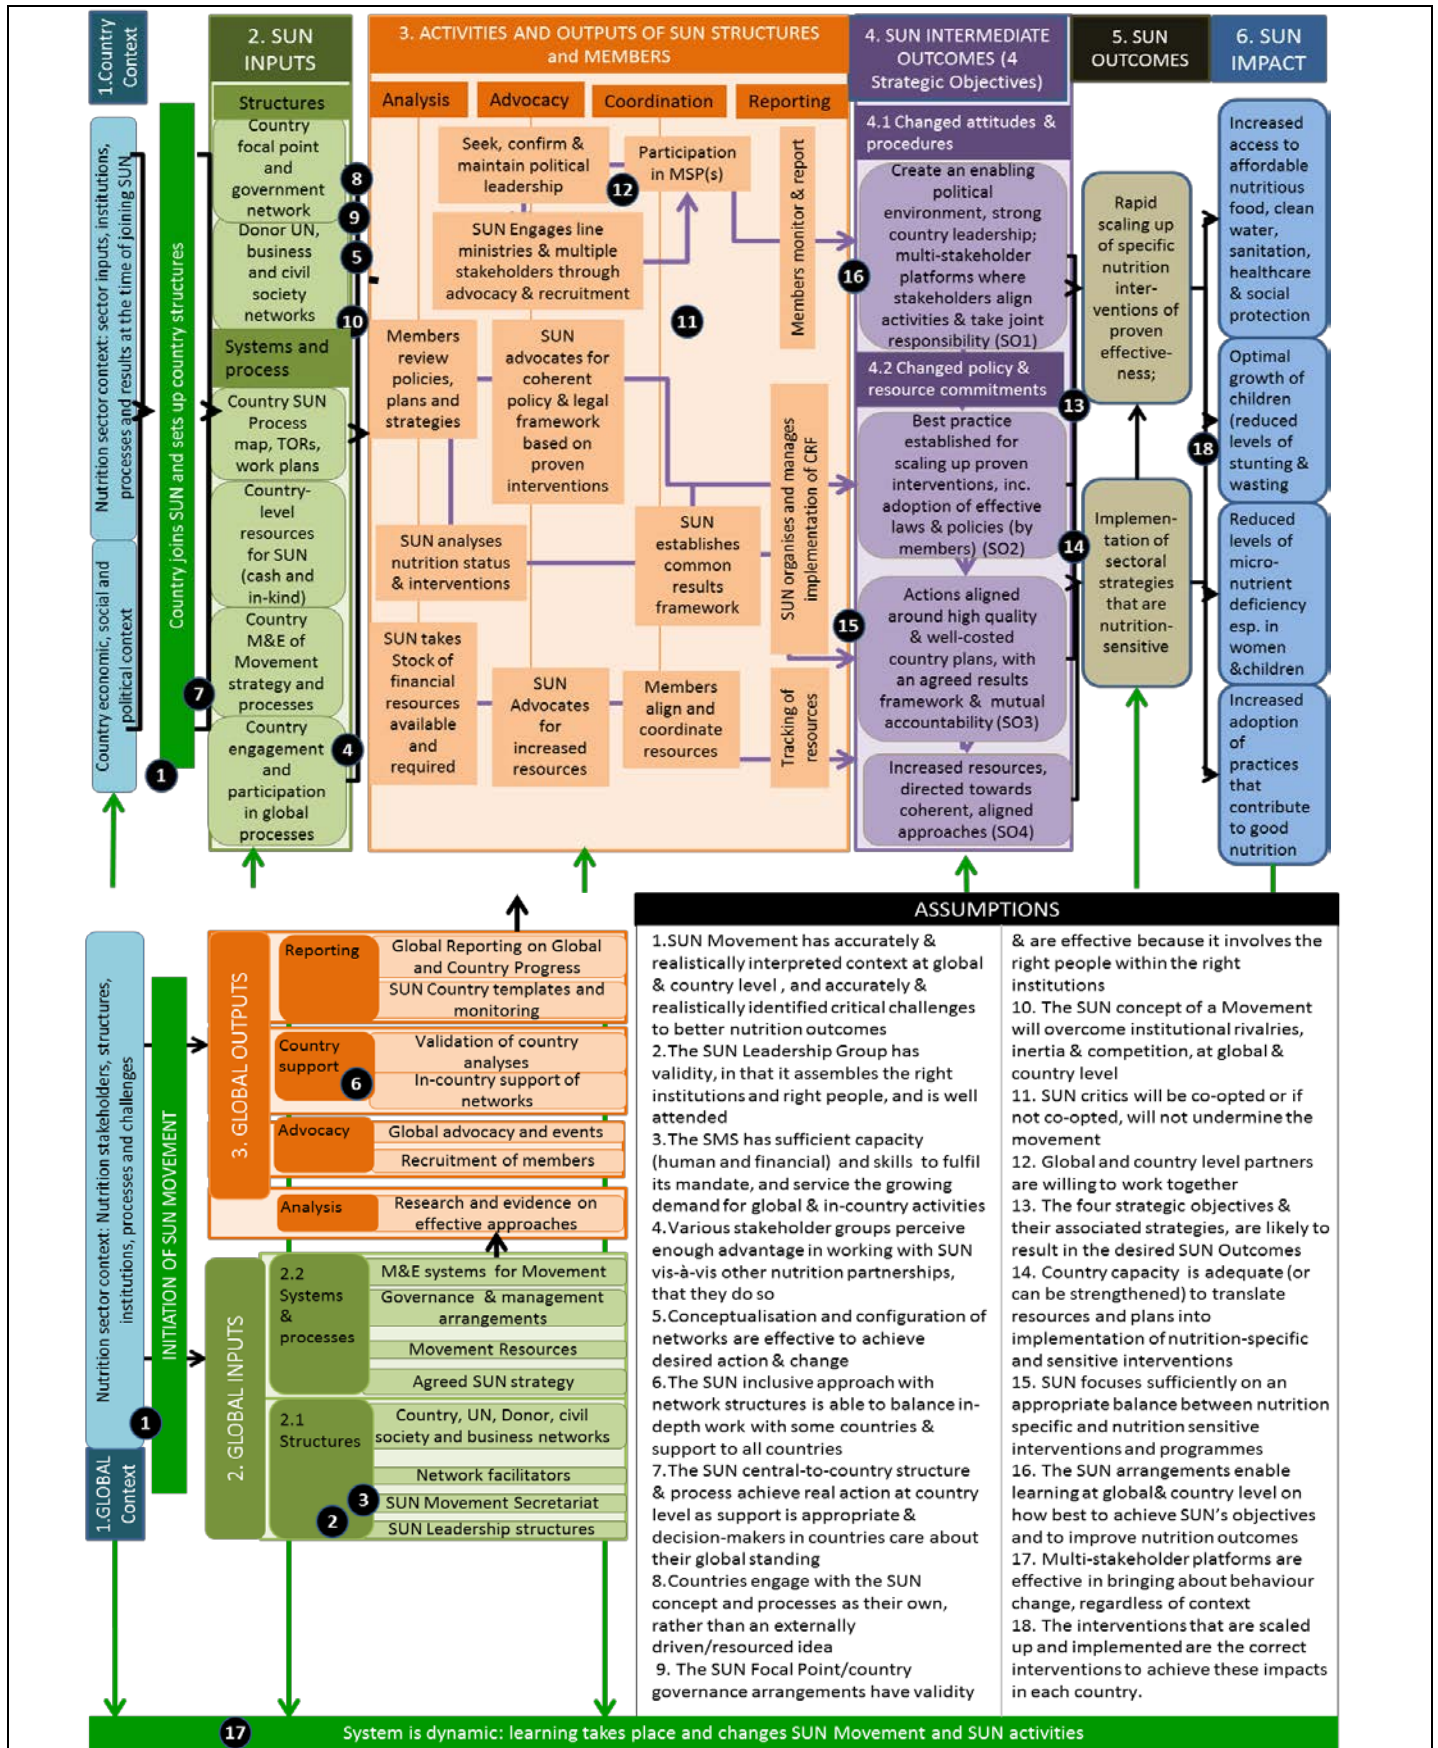 1.Country
Context
Nutrition sector context: sector inputs, institutions,
processes and results at the time of joining SUN
Country economic, social and
political context
1
Country joins SUN and sets up country structures
7
2. SUN
INPUTS
Structures
Country
focal point
and
government
network
Donor UN,
business
and civil
society
networks
Systems and
process
Country SUN
Process
map, TORs,
work plans
Country-
level
resources
for SUN
(cash and
in-kind)
Country
M&E of
Movement
strategy and
processes
Country
engagement
and
participation
in global
processes
8
9
5
10
4
3. ACTIVITIES AND OUTPUTS OF SUN STRUCTURES
and MEMBERS
Analysis
Advocacy
Coordination
Reporting
Seek, confirm &
maintain political
leadership
12
Participation
in MSP(s)
SUN Engages line
ministries & multiple
stakeholders through
advocacy & recruitment
Members monitor & report
11
Members
review
policies,
plans and
strategies
SUN
advocates for
coherent
policy & legal
framework
based on
proven
interventions
SUN analyses
nutrition status
& interventions
SUN
establishes
common
results
framework
SUN organises and manages
implementation of CRF
SUN takes
Stock of
financial
resources
available
and
required
SUN
Advocates
for
increased
resources
Members
align and
coordinate
resources
Tracking of
resources
16
15
4. SUN INTERMEDIATE
OUTCOMES (4
Strategic Objectives)
4.1 Changed attitudes &
procedures
Create an enabling
political
environment, strong
country leadership;
multi-stakeholder
platforms where
stakeholders align
activities & take joint
responsibility (SO1)
4.2 Changed policy &
resource commitments
Best practice
established for
scaling up proven
interventions, inc.
adoption of effective
laws & policies (by
members) (SO2)
Actions aligned
around high quality
& well-costed
country plans, with
an agreed results
framework & mutual
accountability (SO3)
Increased resources,
directed towards
coherent, aligned
approaches (SO4)
13
14
5. SUN
OUTCOMES
Rapid
scaling up
of specific
nutrition
inter-
ventions of
proven
effective-
ness;
Implemen-
tation of
sectoral
strategies
that are
nutrition-
sensitive
18
6. SUN
IMPACT
Increased
access to
affordable
nutritious
food, clean
water,
sanitation,
healthcare
& social
protection
Optimal
growth of
children
(reduced
levels of
stunting &
wasting
Reduced
levels of
micro-
nutrient
deficiency
esp. in
women
&children
Increased
adoption
of
practices
that
contribute
to good
nutrition
Nutrition sector context: Nutrition stakeholders, structures,
institutions, processes and challenges
1.GLOBAL
Context
1
INITIATION OF SUN MOVEMENT
3. GLOBAL OUTPUTS
Reporting
Global Reporting on Global
and Country Progress
SUN Country templates and
monitoring
Country
support
6
Validation of country
analyses
In-country support of
networks
Advocacy
Global advocacy and events
Recruitment of members
Analysis
Research and evidence on
effective approaches
2. GLOBAL INPUTS
2.2
Systems
&
processes
M&E systems for Movement
Governance & management
arrangements
Movement Resources
Agreed SUN strategy
2.1
Structures
3
2
Country, UN, Donor, civil
society and business networks
Network facilitators
SUN Movement Secretariat
SUN Leadership structures
ASSUMPTIONS
1.SUN Movement has accurately &
realistically interpreted context at global
& country level , and accurately &
realistically identified critical challenges
to better nutrition outcomes
2.The SUN Leadership Group has
validity, in that it assembles the right
institutions and right people, and is well
attended
3.The SMS has sufficient capacity
(human and financial) and skills to fulfil
its mandate, and service the growing
demand for global & in-country activities
4.Various stakeholder groups perceive
enough advantage in working with SUN
vis-à-vis other nutrition partnerships,
that they do so
5.Conceptualisation and configuration of
networks are effective to achieve
desired action & change
6.The SUN inclusive approach with
network structures is able to balance in-
depth work with some countries &
support to all countries
7.The SUN central-to-country structure
& process achieve real action at country
level as support is appropriate &
decision-makers in countries care about
their global standing
8.Countries engage with the SUN
concept and processes as their own,
rather than an externally
driven/resourced idea
9. The SUN Focal Point/country
governance arrangements have validity
& are effective because it involves the
right people within the right
institutions
10. The SUN concept of a Movement
will overcome institutional rivalries,
inertia & competition, at global &
country level
11. SUN critics will be co-opted or if
not co-opted, will not undermine the
movement
12. Global and country level partners
are willing to work together
13. The four strategic objectives &
their associated strategies, are likely to
result in the desired SUN Outcomes
14. Country capacity is adequate (or
can be strengthened) to translate
resources and plans into
implementation of nutrition-specific
and sensitive interventions
15. SUN focuses sufficiently on an
appropriate balance between nutrition
specific and nutrition sensitive
interventions and programmes
16. The SUN arrangements enable
learning at global& country level on
how best to achieve SUN's objectives
and to improve nutrition outcomes
17. Multi-stakeholder platforms are
effective in bringing about behaviour
change, regardless of context
18. The interventions that are scaled
up and implemented are the correct
interventions to achieve these impacts
in each country.
17
System is dynamic: learning takes place and changes SUN Movement and SUN activities